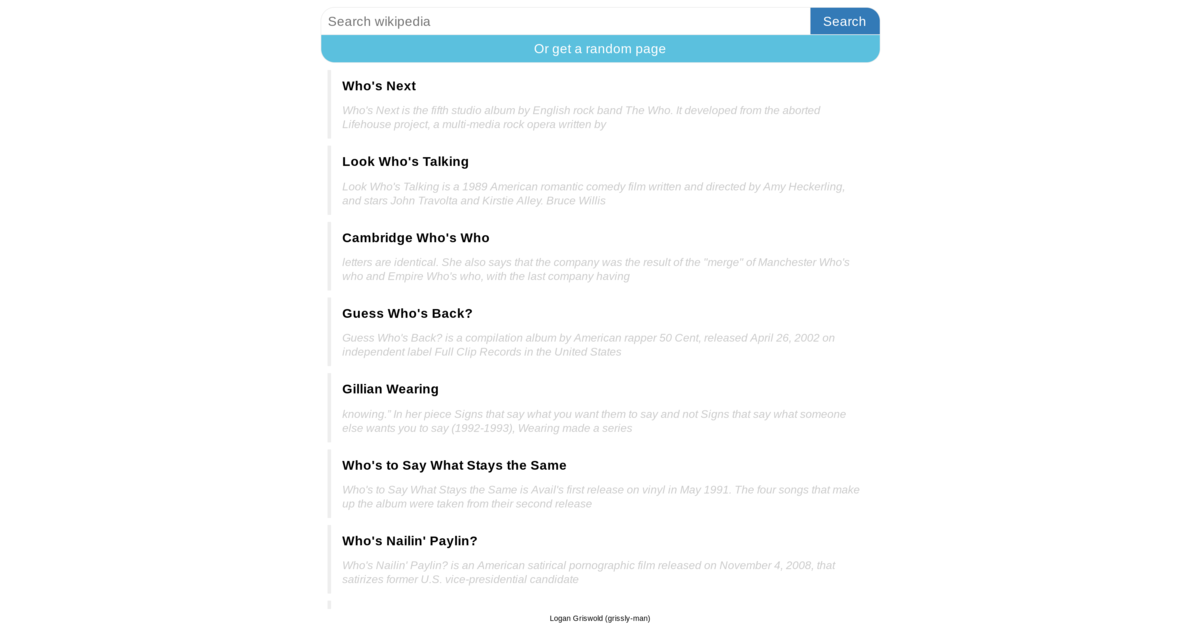 Search wikipedia
Search
Or get a random page
Who's Next
Who's Next is the fifth studio album by English rock band The Who. It developed from the aborted
Lifehouse project, a multi-media rock opera written by
Look Who's Talking
Look Who's Talking is a 1989 American romantic comedy film written and directed by Amy Heckerling,
and stars John Travolta and Kirstie Alley. Bruce Willis
Cambridge Who's Who
letters are identical. She also says that the company was the result of the "merge" of Manchester Who's
who and Empire Who's who, with the last company having
Guess Who's Back?
Guess Who's Back? is a compilation album by American rapper 50 Cent, released April 26, 2002 on
independent label Full Clip Records in the United States
Gillian Wearing
knowing." In her piece Signs that say what you want them to say and not Signs that say what someone
else wants you to say (1992-1993), Wearing made a series
Who's to Say What Stays the Same
Who's to Say What Stays the Same is Avail's first release on vinyl in May 1991. The four songs that make
up the album were taken from their second release
Who's Nailin' Paylin?
Who's Nailin' Paylin? is an American satirical pornographic film released on November 4, 2008, that
satirizes former U.S. vice-presidential candidate
Logan Griswold (grissly-man)